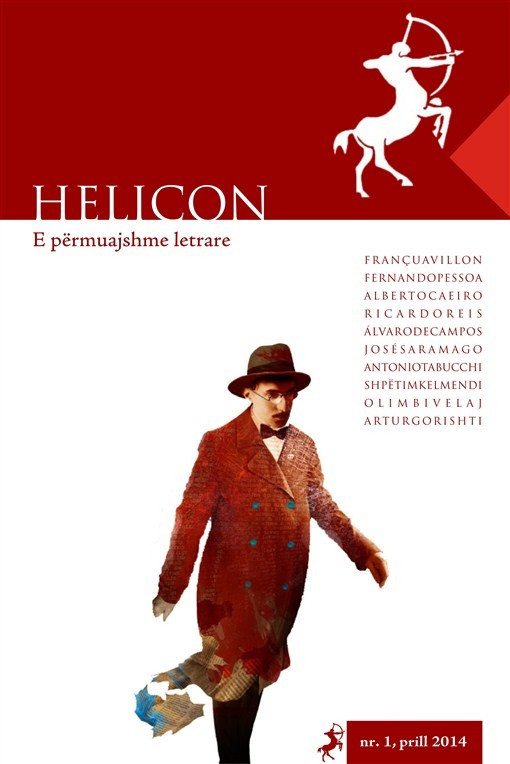 HELICON
E përmuajshme letrare
FRANÇUAVILLON
FERNANDOPESSOA
ALBERTOCAEIRO
RICARDOREIS
ÁLVARODECAMPOS
JOSÉSARAMAGO
ANTONIOTABUCCHI
SHPËTIMKELMENDI
OLIMBIVELAJ
ARTURGORISHTI
nr. 1, prill 2014